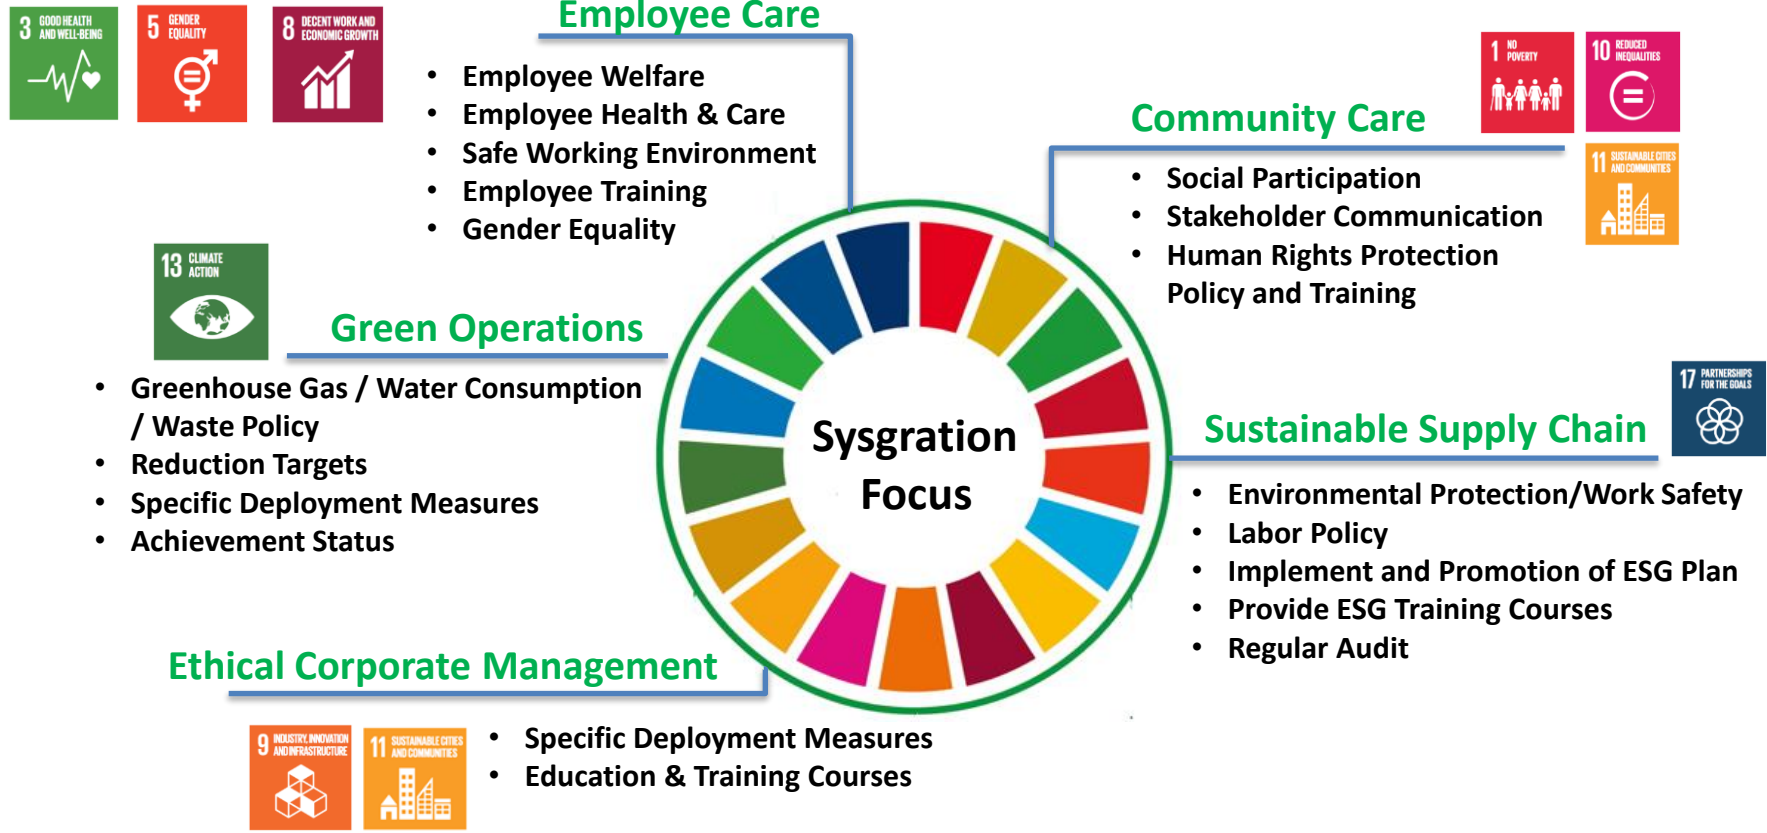 3 GOOD HEALTH
AND WELL-BEING
5 GENDER
EQUALITY
8 DECENT WORK AND
ECONOMIC GROWTH
Employee Care
• Employee Welfare
• Employee Health & Care
• Safe Working Environment
• Employee Training
• Gender Equality
1 NO
POVERTY
10 REDUCED
INEQUALITIES
11 SUSTAINABLE CITIES
AND COMMUNITIES
Community Care
• Social Participation
• Stakeholder Communication
• Human Rights Protection
Policy and Training
13 CLIMATE
ACTION
Green Operations
• Greenhouse Gas / Water Consumption
/ Waste Policy
• Reduction Targets
• Specific Deployment Measures
• Achievement Status
Sysgration
Focus
17 PARTNERSHIPS
FOR THE GOALS
Sustainable Supply Chain
• Environmental Protection/Work Safety
• Labor Policy
• Implement and Promotion of ESG Plan
• Provide ESG Training Courses
• Regular Audit
Ethical Corporate Management
9 INDUSTRY, INNOVATION
AND INFRASTRUCTURE
11 SUSTAINABLE CITIES
AND COMMUNITIES
• Specific Deployment Measures
• Education & Training Courses